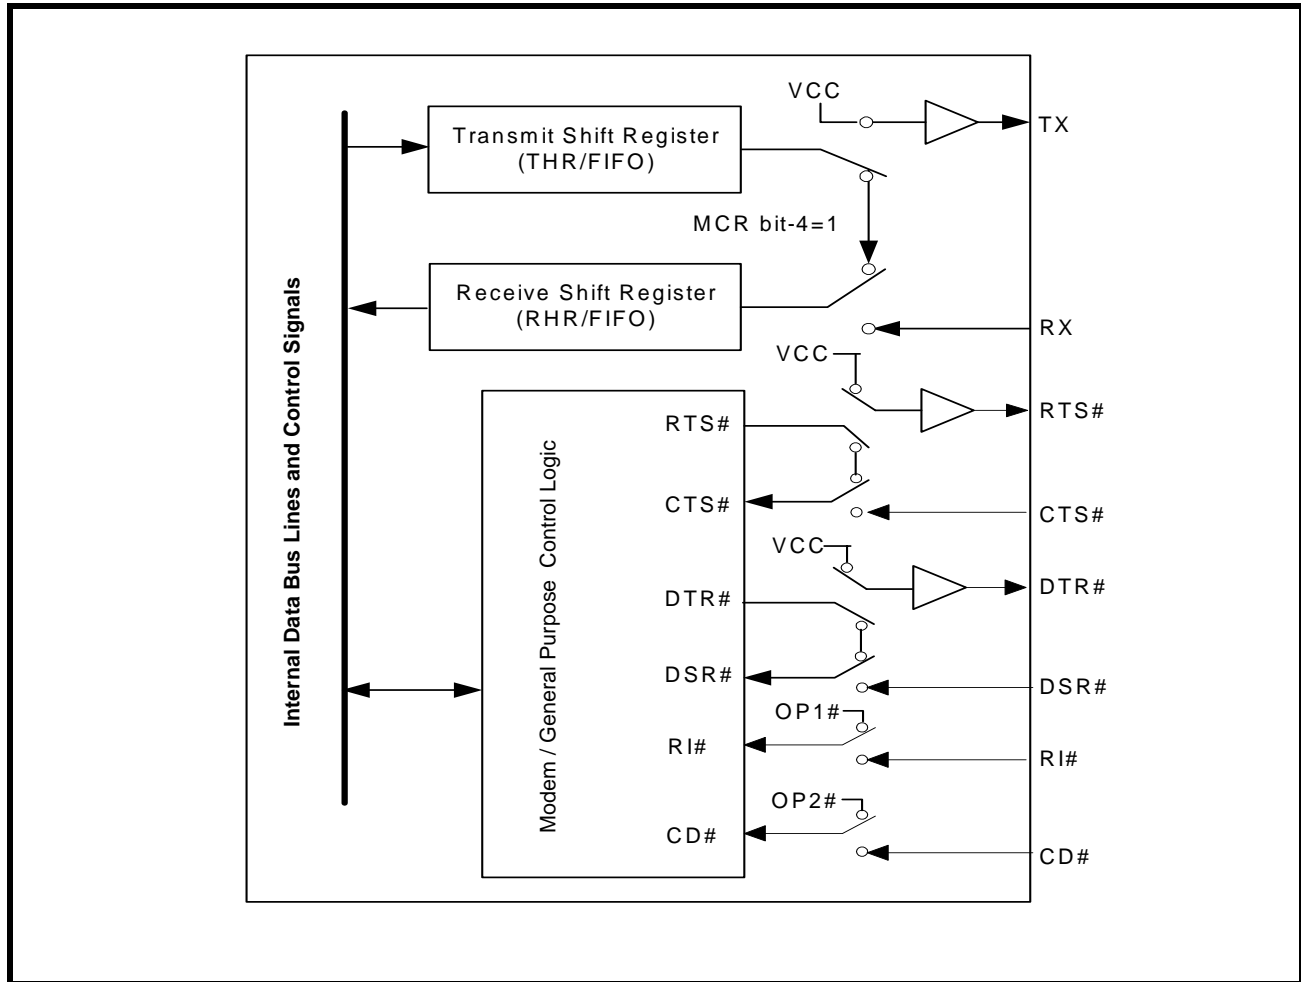 VCC
TX
Transmit Shift Register
(THR/FIFO)
MCR bit-4=1
Receive Shift Register
(RHR/FIFO)
RX
Internal Data Bus Lines and Control Signals
VCC
RTS#
RTS#
Modem / General Purpose Control Logic
CTS#
CTS#
VCC
DTR#
DTR#
DSR#
DSR#
OP1#
RI#
RI#
OP2#
CD#
CD#